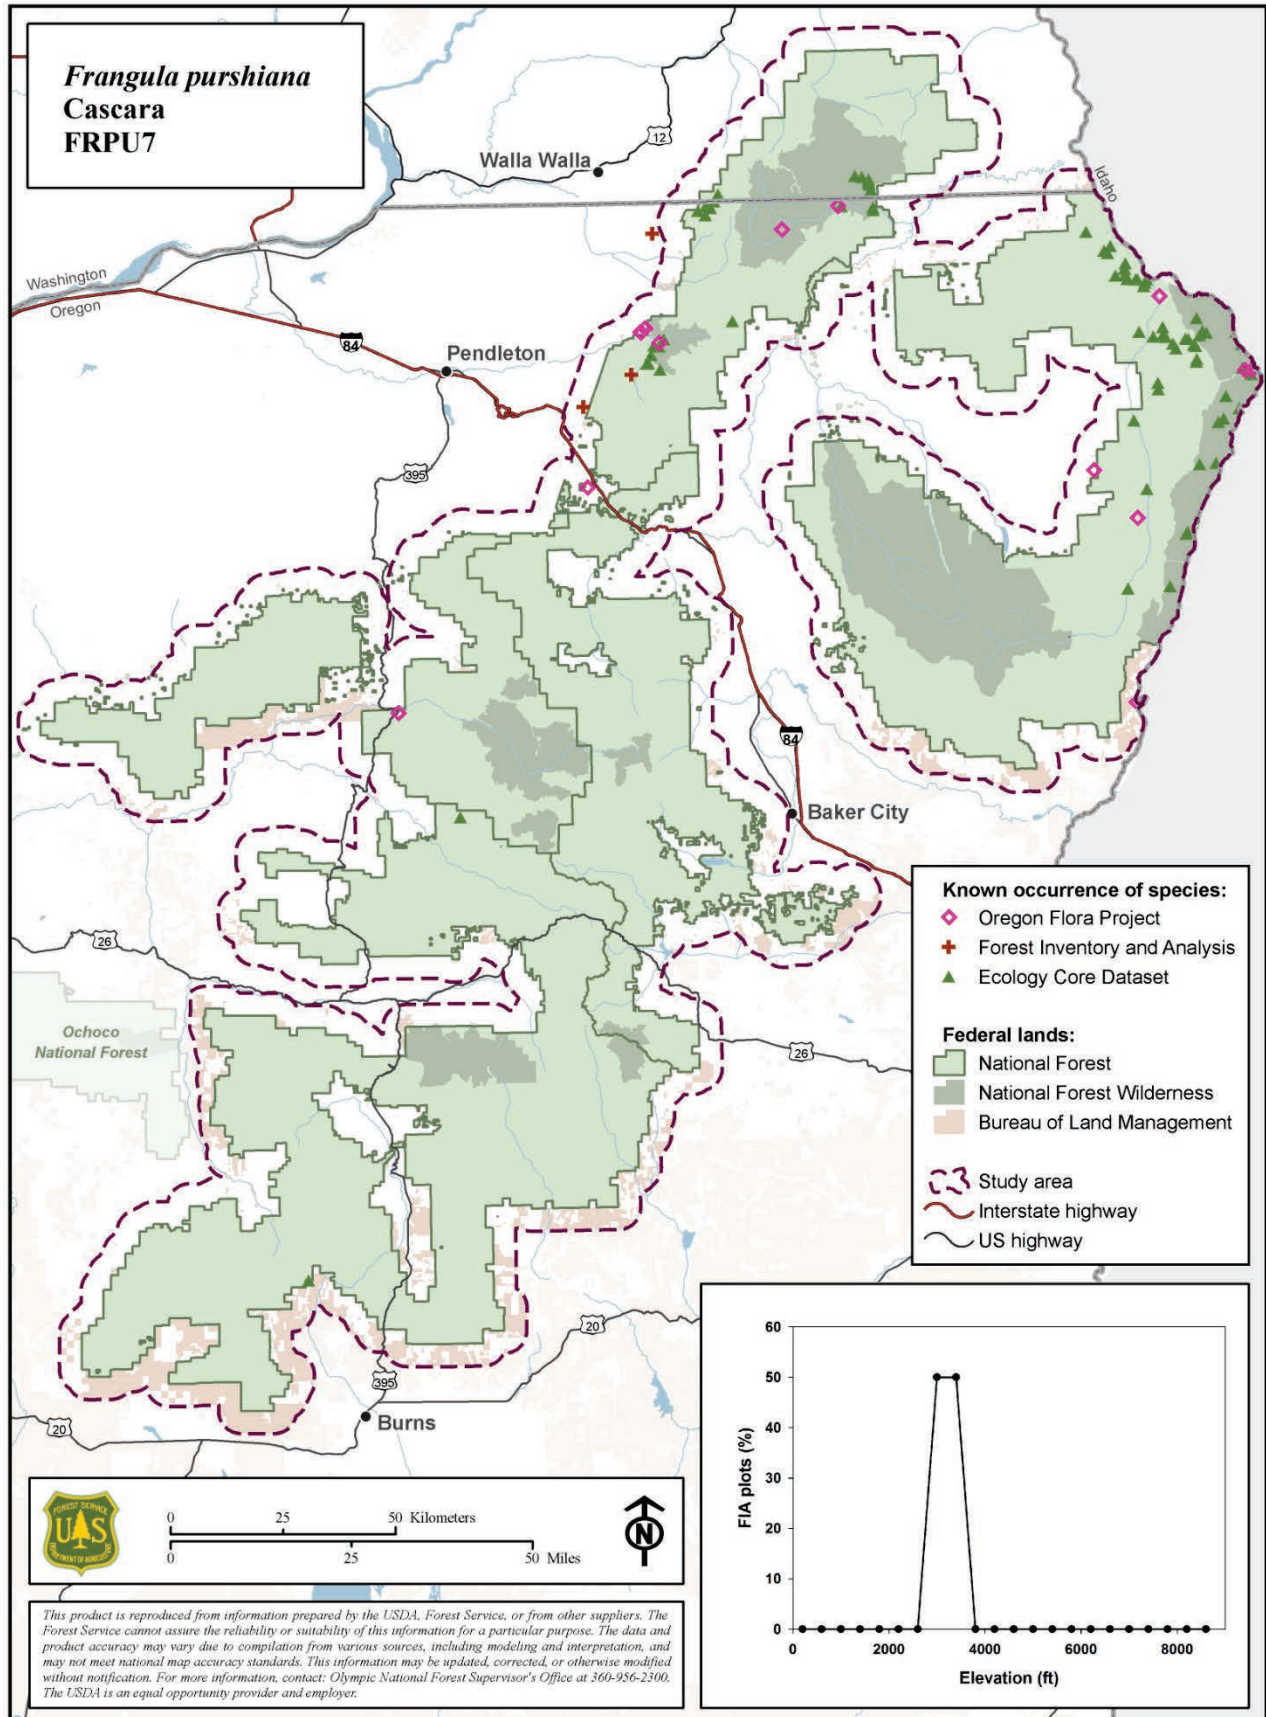 Frangula purshiana
Cascara
FRPU7
12
Walla Walla
Idaho
Washington
Oregon
84
Pendleton
395
84
Baker City
26
Ochoco
National Forest
26
20
395
20
Burns
Known occurrence of species:
Oregon Flora Project
Forest Inventory and Analysis
Ecology Core Dataset
Federal lands:
National Forest
National Forest Wilderness
Bureau of Land Management
Study area
Interstate highway
US highway
60
50
40
30
20
10
0
FIA plots (%)
0 2000 4000 6000 8000
Elevation (ft)
FOREST SERVICE
U S
DEPARTMENT OF AGRICULTURE
0 25 50 Kilometers
0 25 50 Miles
N
This product is reproduced from information prepared by the USDA, Forest Service, or from other suppliers. The
Forest Service cannot assure the reliability or suitability of this information for a particular purpose. The data and
product accuracy may vary due to compilation from various sources, including modeling and interpretation, and
may not meet national map accuracy standards. This information may be updated, corrected, or otherwise modified
without notification. For more information, contact: Olympic National Forest Supervisor's Office at 360-956-2300.
The USDA is an equal opportunity provider and employer.